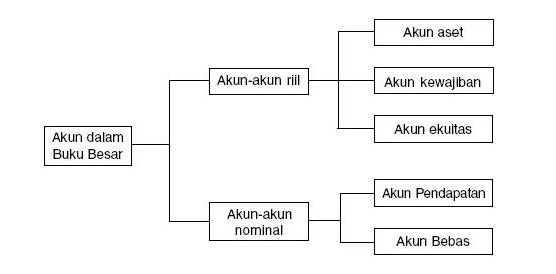 Akun dalam
Buku Besar
Akun-akun riil
Akun aset
Akun kewajiban
Akun ekuitas
Akun-akun
nominal
Akun Pendapatan
Akun Bebas